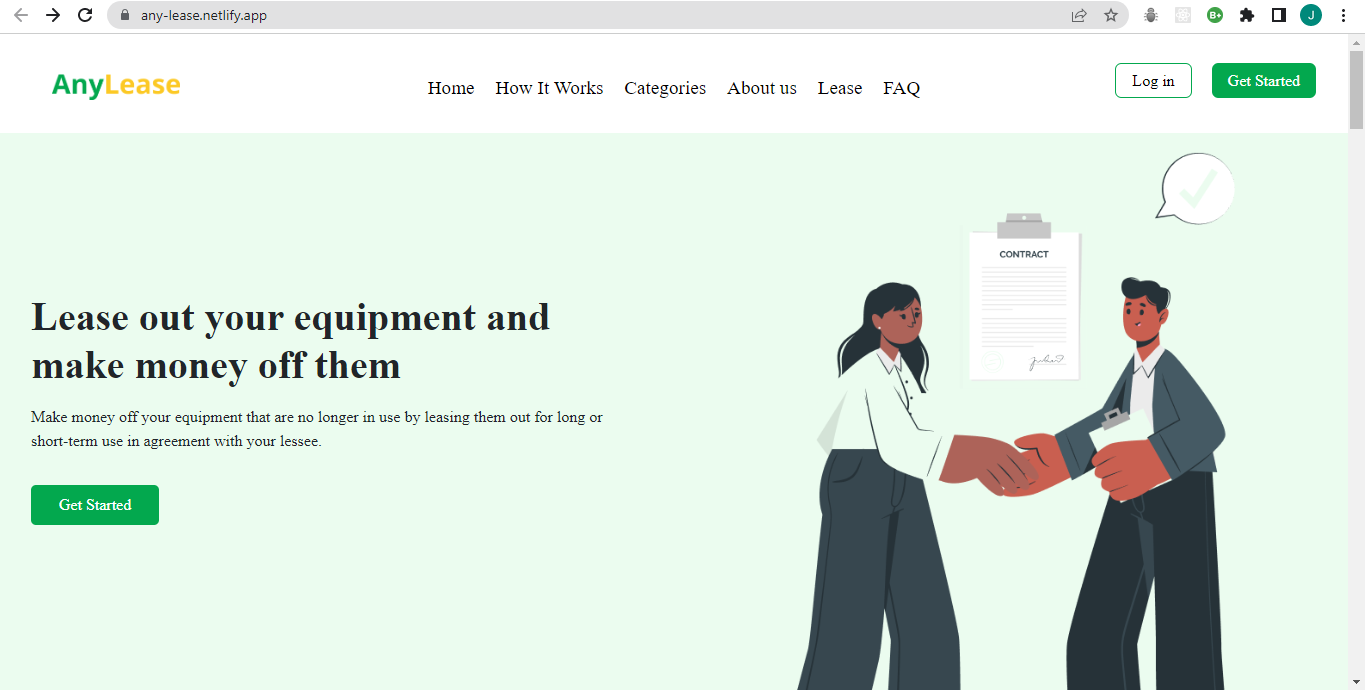 any-lease.netlify.app
B+
J
AnyLease
Home How It Works Categories About us Lease FAQ
Log in
Get Started
CONTRACT
Lease out your equipment and
make money off them
Make money off your equipment that are no longer in use by leasing them out for long or
short-term use in agreement with your lessee.
Get Started